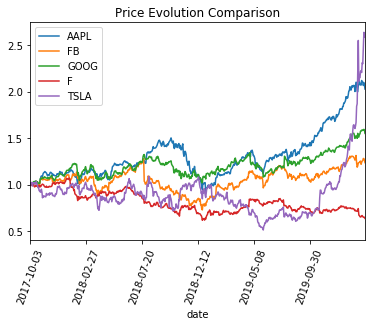 Price Evolution Comparison
AAPL
FB
GOOG
F
TSLA
2.5
2.0
1.5
1.0
0.5
2017-10-03
2018-02-27
2018-07-20
2018-12-12
2019-05-08
2019-09-30
date